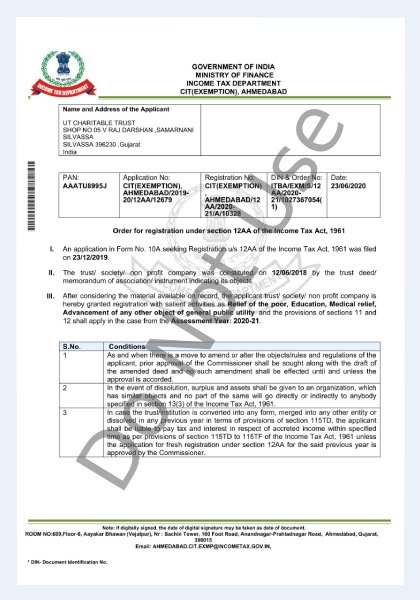 GOVERNMENT OF INDIA
MINISTRY OF FINANCE
INCOME TAX DEPARTMENT
CIT(EXEMPTION), AHMEDABAD
INCOME TAX DEPARTMENT
Name and Address of the Applicant
UT CHARITABLE TRUST
SHOP NO 05 V RAJ DARSHAN ,SAMARNANI
SILVASSA
SILVASSA 396230 ,Gujarat
India
PAN:
AAATU8995J
Application No:
CIT(EXEMPTION),
AHMEDABAD/2019-
20/12AA/12679
Registration No:
CIT(EXEMPTION)
,
AHMEDABAD/12
AA/2020-
21/A/10328
DIN & Order No:
ITBA/EXM/S/12
AA/2020-
21/1027367054(
1)
Date:
23/06/2020
Order for registration under section 12AA of the Income Tax Act, 1961
I. An application in Form No. 10A seeking Registration u/s 12AA of the Income Tax Act, 1961 was filed
on 23/12/2019.
II. The trust/ society/ non profit company was constituted on 12/06/2018 by the trust deed/
memorandum of association/ instrument indicating its objects.
III. After considering the material available on record, the applicant trust/ society/ non profit company is
hereby granted registration with salient activities as Relief of the poor, Education, Medical relief,
Advancement of any other object of general public utility and the provisions of sections 11 and
12 shall apply in the case from the Assessment Year: 2020-21.
S.No. Conditions
1 As and when there is a move to amend or alter the objects/rules and regulations of the
applicant, prior approval of the Commissioner shall be sought along with the draft of
the amended deed and no such amendment shall be effected until and unless the
approval is accorded.
2 In the event of dissolution, surplus and assets shall be given to an organization, which
has similar objects and no part of the same will go directly or indirectly to anybody
specified in section 13(3) of the Income Tax Act, 1961.
3 In case the trust/institution is converted into any form, merged into any other entity or
dissolved in any previous year in terms of provisions of section 115TD, the applicant
shall be liable to pay tax and interest in respect of accreted income within specified
time as per provisions of section 115TD to 115TF of the Income Tax Act, 1961 unless
the application for fresh registration under section 12AA for the said previous year is
approved by the Commissioner.
Do Not Use
Note: If digitally signed, the date of digital signature may be taken as date of document.
ROOM NO:609,Floor-6, Aayakar Bhawan (Vejalpur), Nr : Sachin Tower, 100 Foot Road, Anandnagar-Prahladnagar Road, Ahmedabad, Gujarat,
380015
Email: AHMEDABAD.CIT.EXMP@INCOMETAX.GOV.IN,
* DIN- Document identification No.